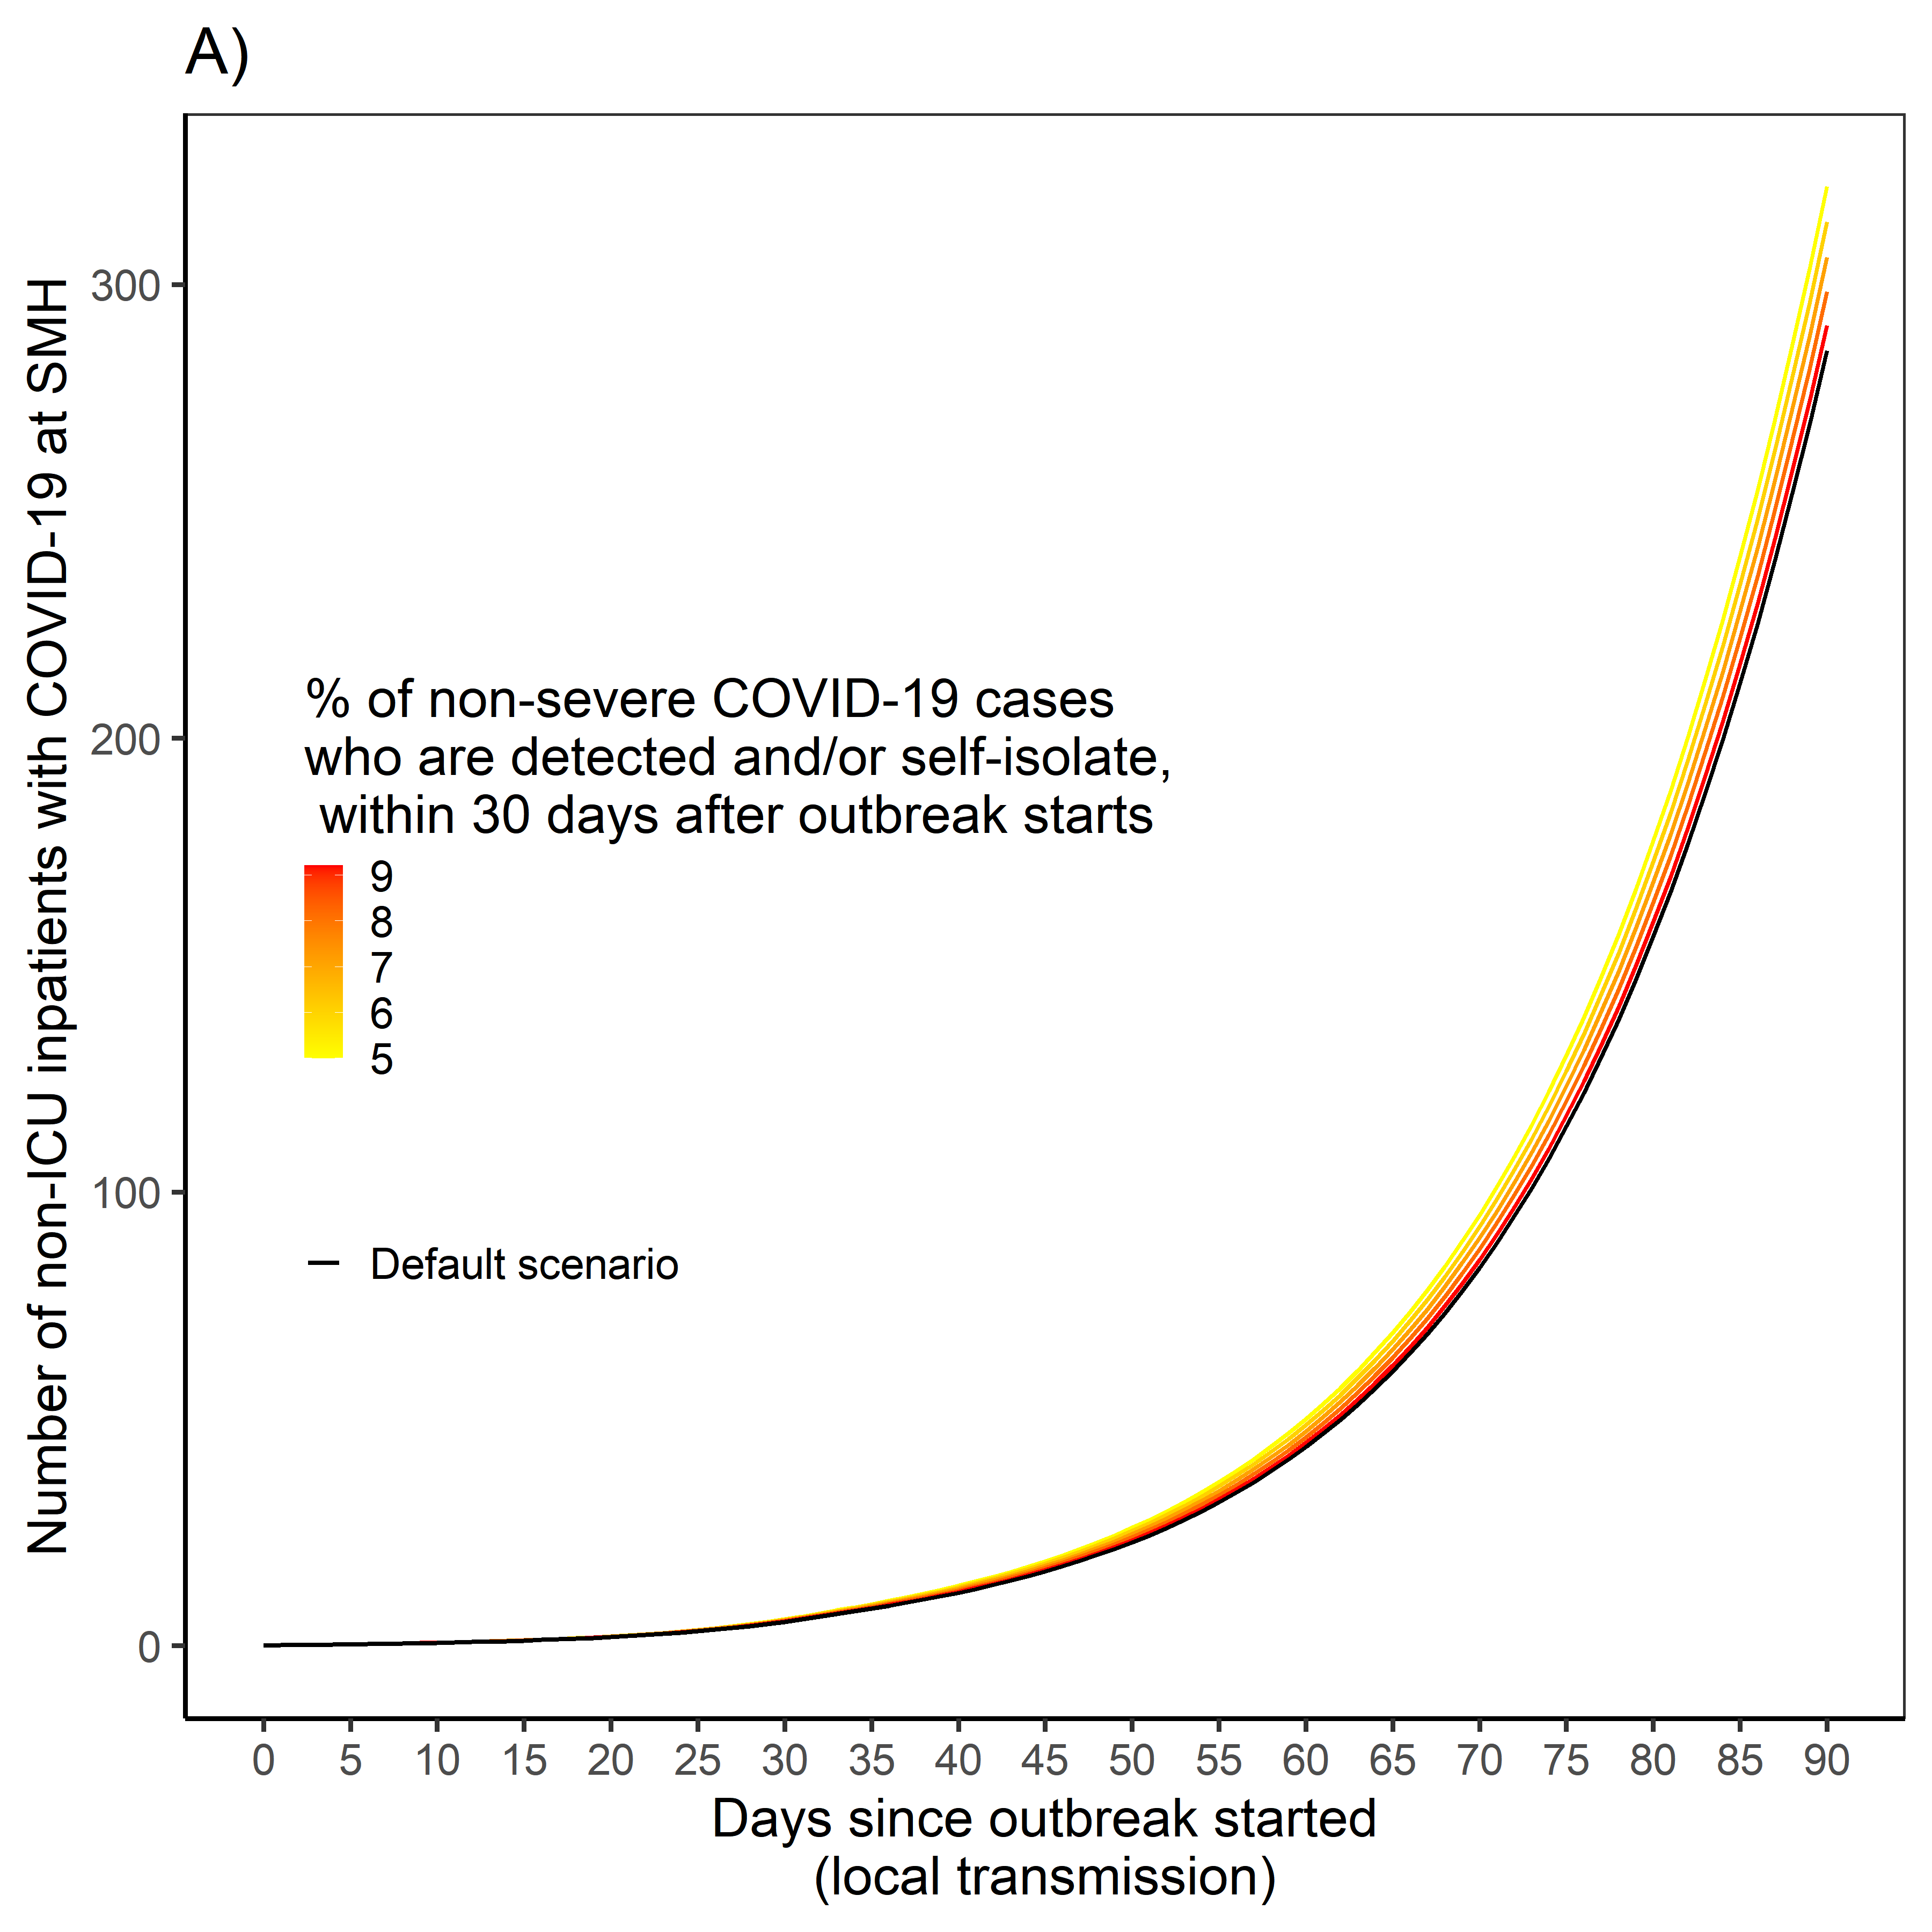 A)
Number of non-ICU inpatients with COVID-19 at SMH
300
200
100
0
% of non-severe COVID-19 cases
who are detected and/or self-isolate,
within 30 days after outbreak starts
9
8
7
6
5
Default scenario
0 5 10 15 20 25 30 35 40 45 50 55 60 65 70 75 80 85 90
Days since outbreak started
(local transmission)